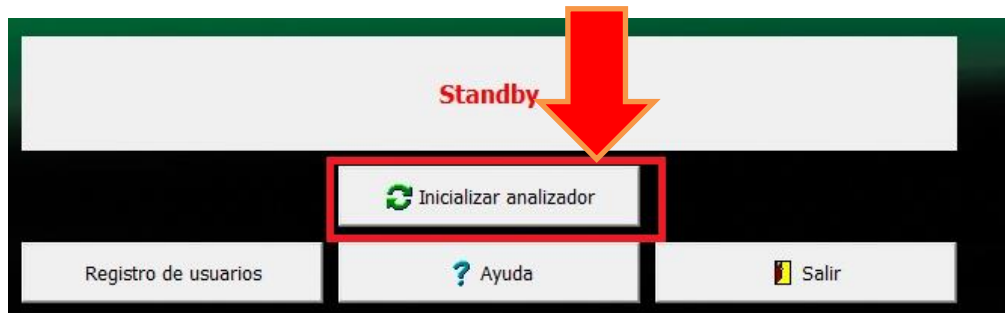 Standby
Inicializar analizador
Registro de usuarios
? Ayuda
Salir